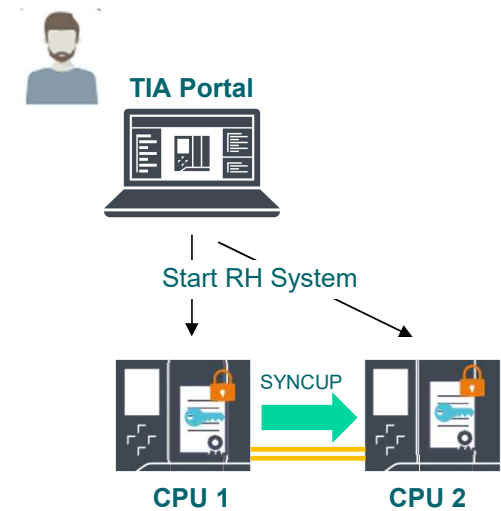 TIA Portal
Start RH System
SYNCUP
CPU 1
CPU 2